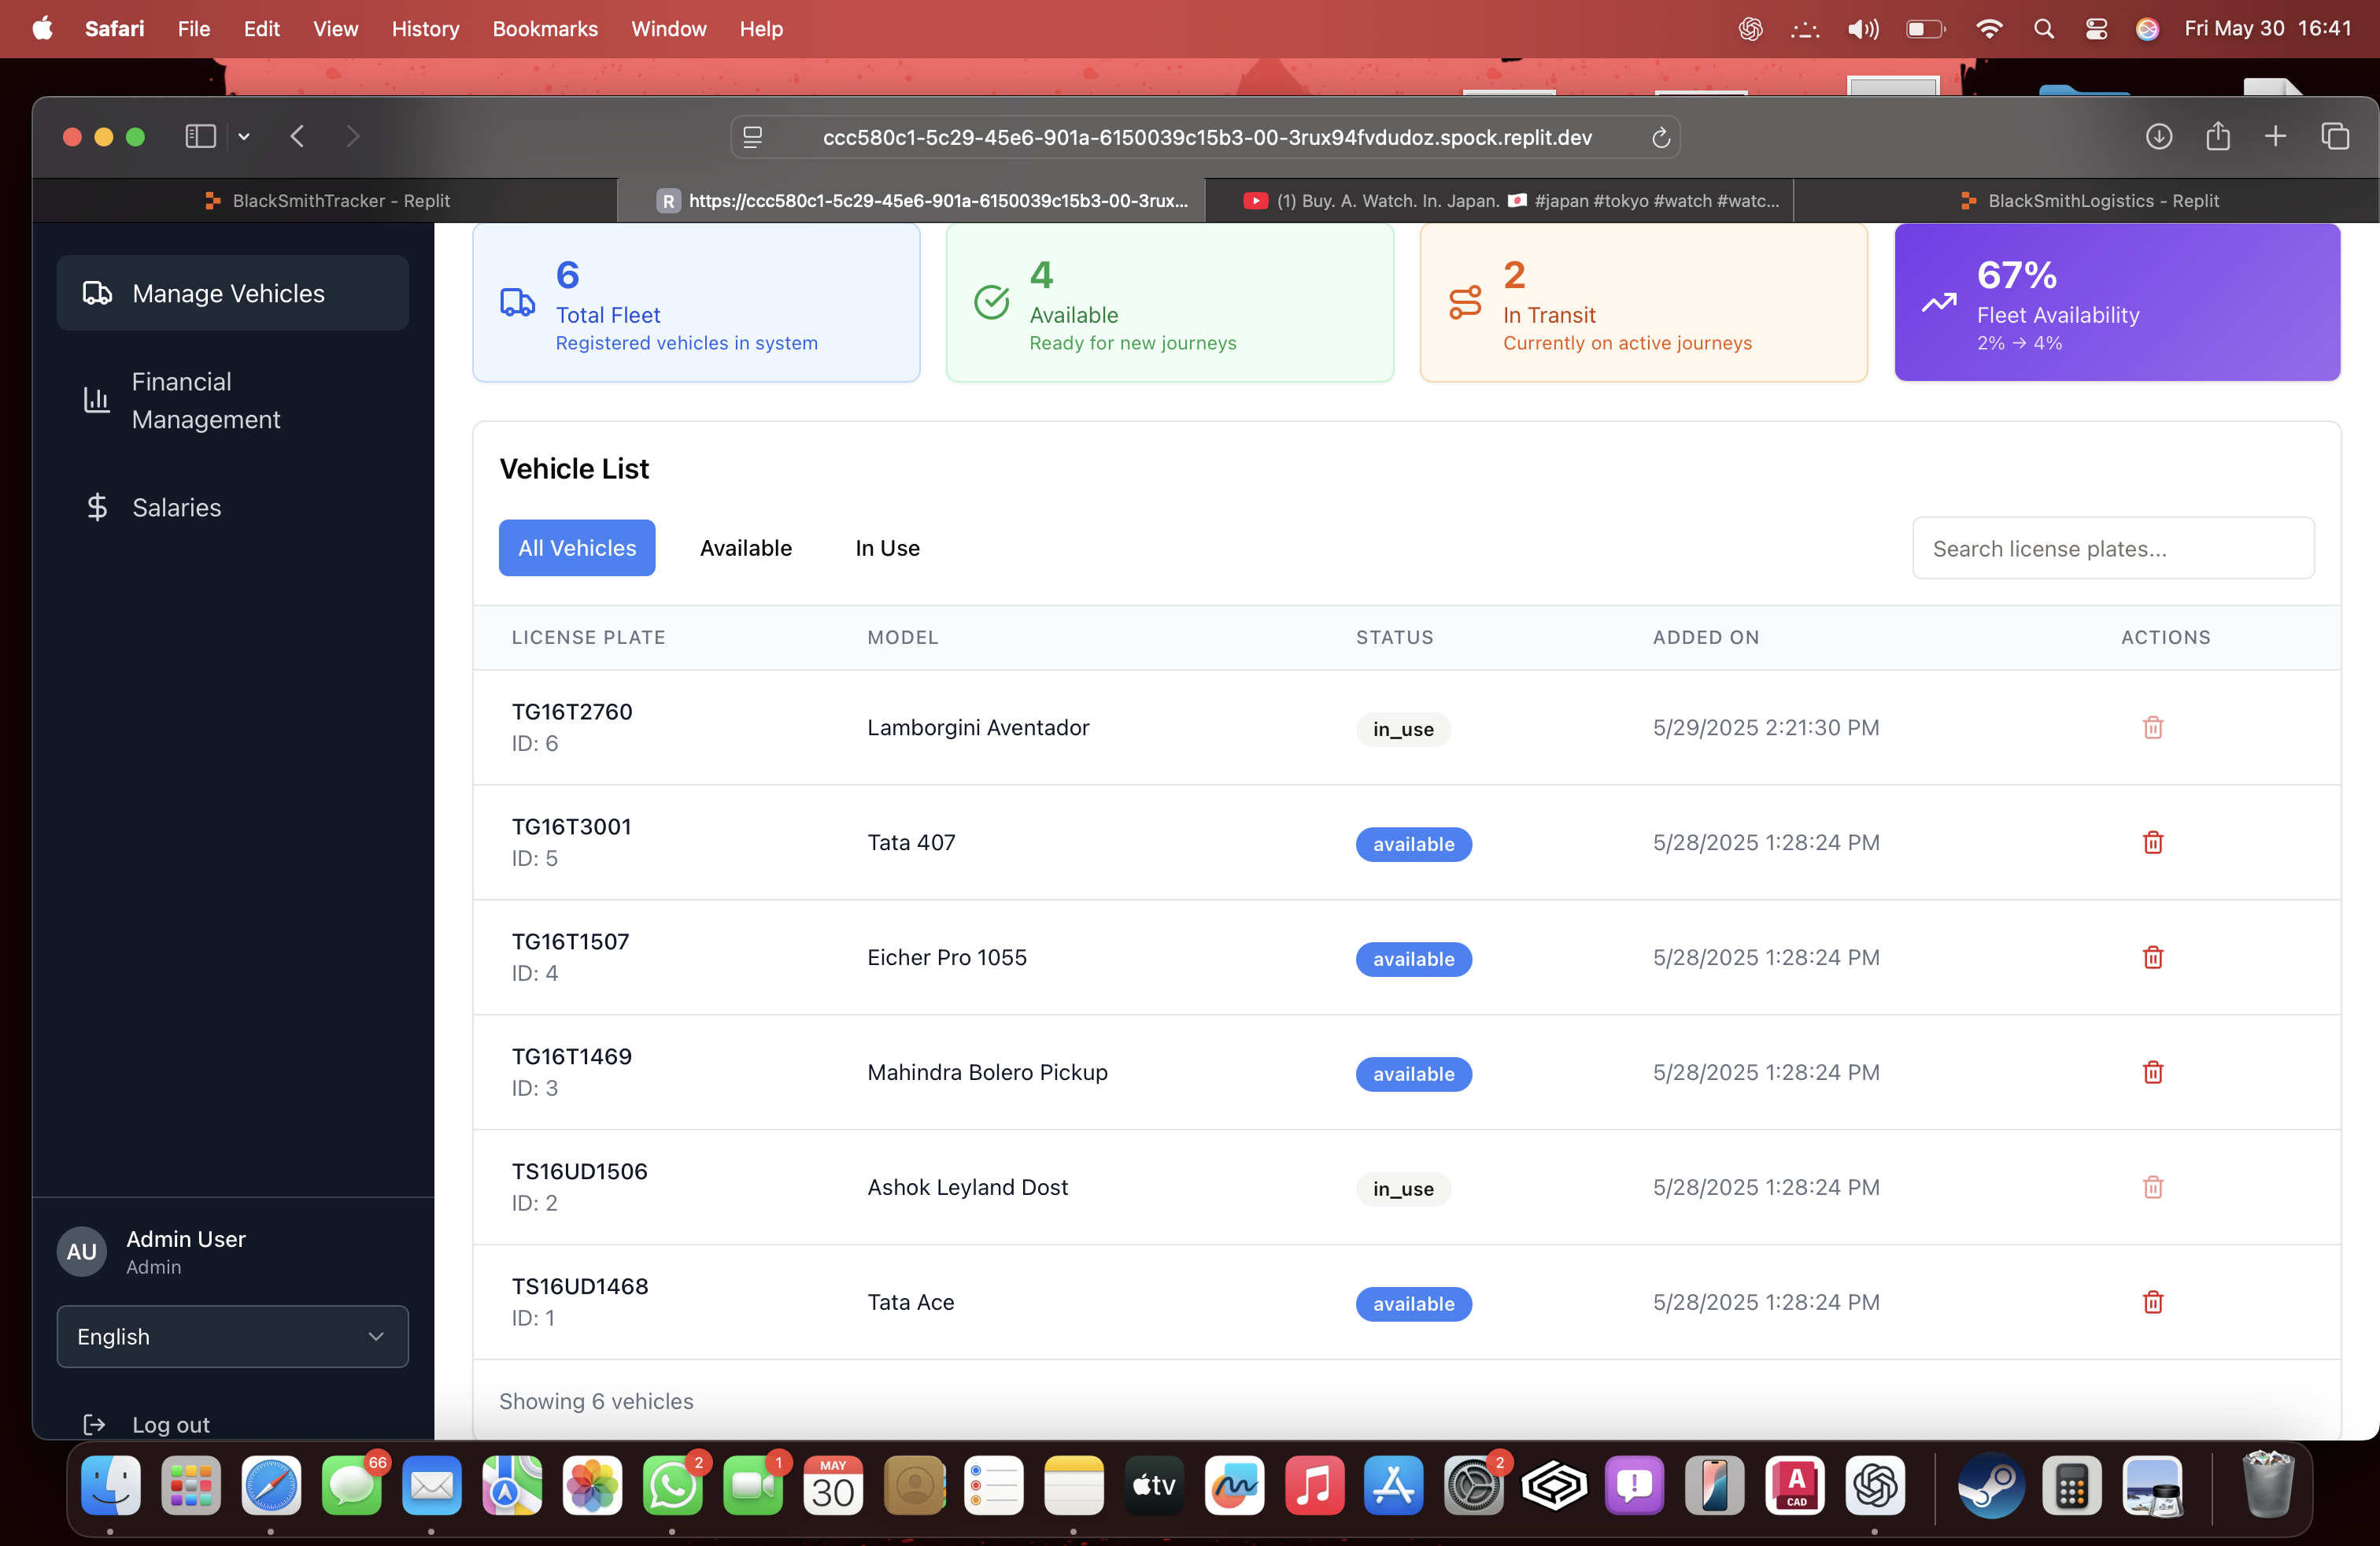 Safari File Edit View History Bookmarks Window Help Fri May 30 16:41
ccc580c1-5c29-45e6-901a-6150039c15b3-00-3rux94fvdudoz.spock.replit.dev
BlackSmithTracker - Replit
R https://ccc580c1-5c29-45e6-901a-6150039c15b3-00-3rux...
(1) Buy. A. Watch. In. Japan. 🇯🇵 #japan #tokyo #watch #watc...
BlackSmithLogistics - Replit
Manage Vehicles
Financial
Management
Salaries
Admin User
AU
Admin
English
Log out
6
Total Fleet
Registered vehicles in system
4
Available
Ready for new journeys
2
In Transit
Currently on active journeys
67%
Fleet Availability
2% → 4%
Vehicle List
All Vehicles Available In Use Search license plates...
LICENSE PLATE MODEL STATUS ADDED ON ACTIONS
TG16T2760
ID: 6
Lamborgini Aventador in_use 5/29/2025 2:21:30 PM
TG16T3001
ID: 5
Tata 407 available 5/28/2025 1:28:24 PM
TG16T1507
ID: 4
Eicher Pro 1055 available 5/28/2025 1:28:24 PM
TG16T1469
ID: 3
Mahindra Bolero Pickup available 5/28/2025 1:28:24 PM
TS16UD1506
ID: 2
Ashok Leyland Dost in_use 5/28/2025 1:28:24 PM
TS16UD1468
ID: 1
Tata Ace available 5/28/2025 1:28:24 PM
Showing 6 vehicles
66
2
1
MAY
30
tv
2
A
CAD